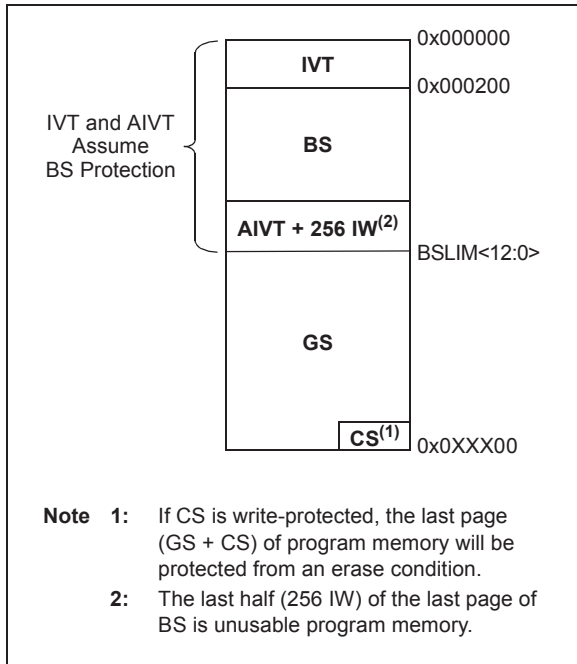 0x000000
IVT
0x000200
IVT and AIVT
Assume
BS Protection
BS
AIVT + 256 IW(2)
BSLIM<12:0>
GS
CS(1)
0x0XXX00
Note 1: If CS is write-protected, the last page
(GS + CS) of program memory will be
protected from an erase condition.
2: The last half (256 IW) of the last page of
BS is unusable program memory.